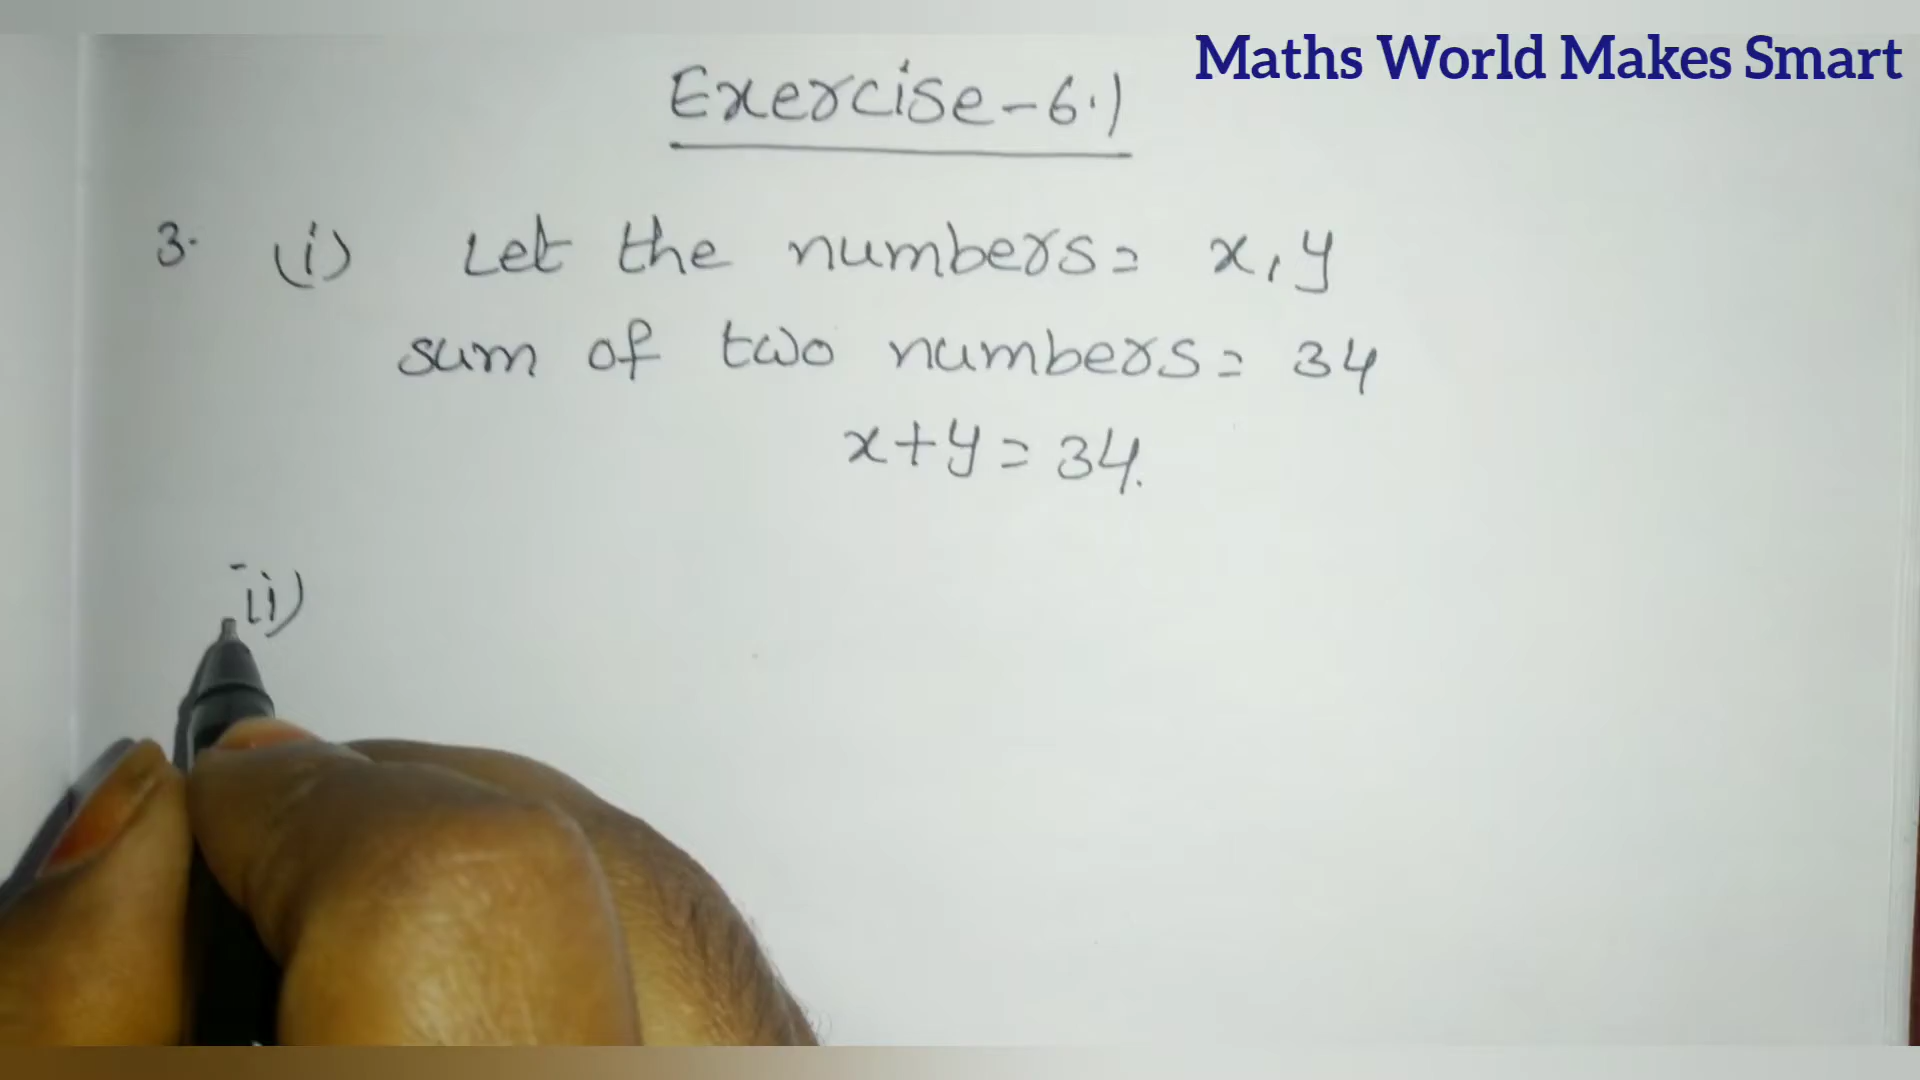 Maths World Makes Smart
Exercise-6.1
3. (i) Let the numbers = x, y
sum of two numbers = 34
x+y = 34.
ii)